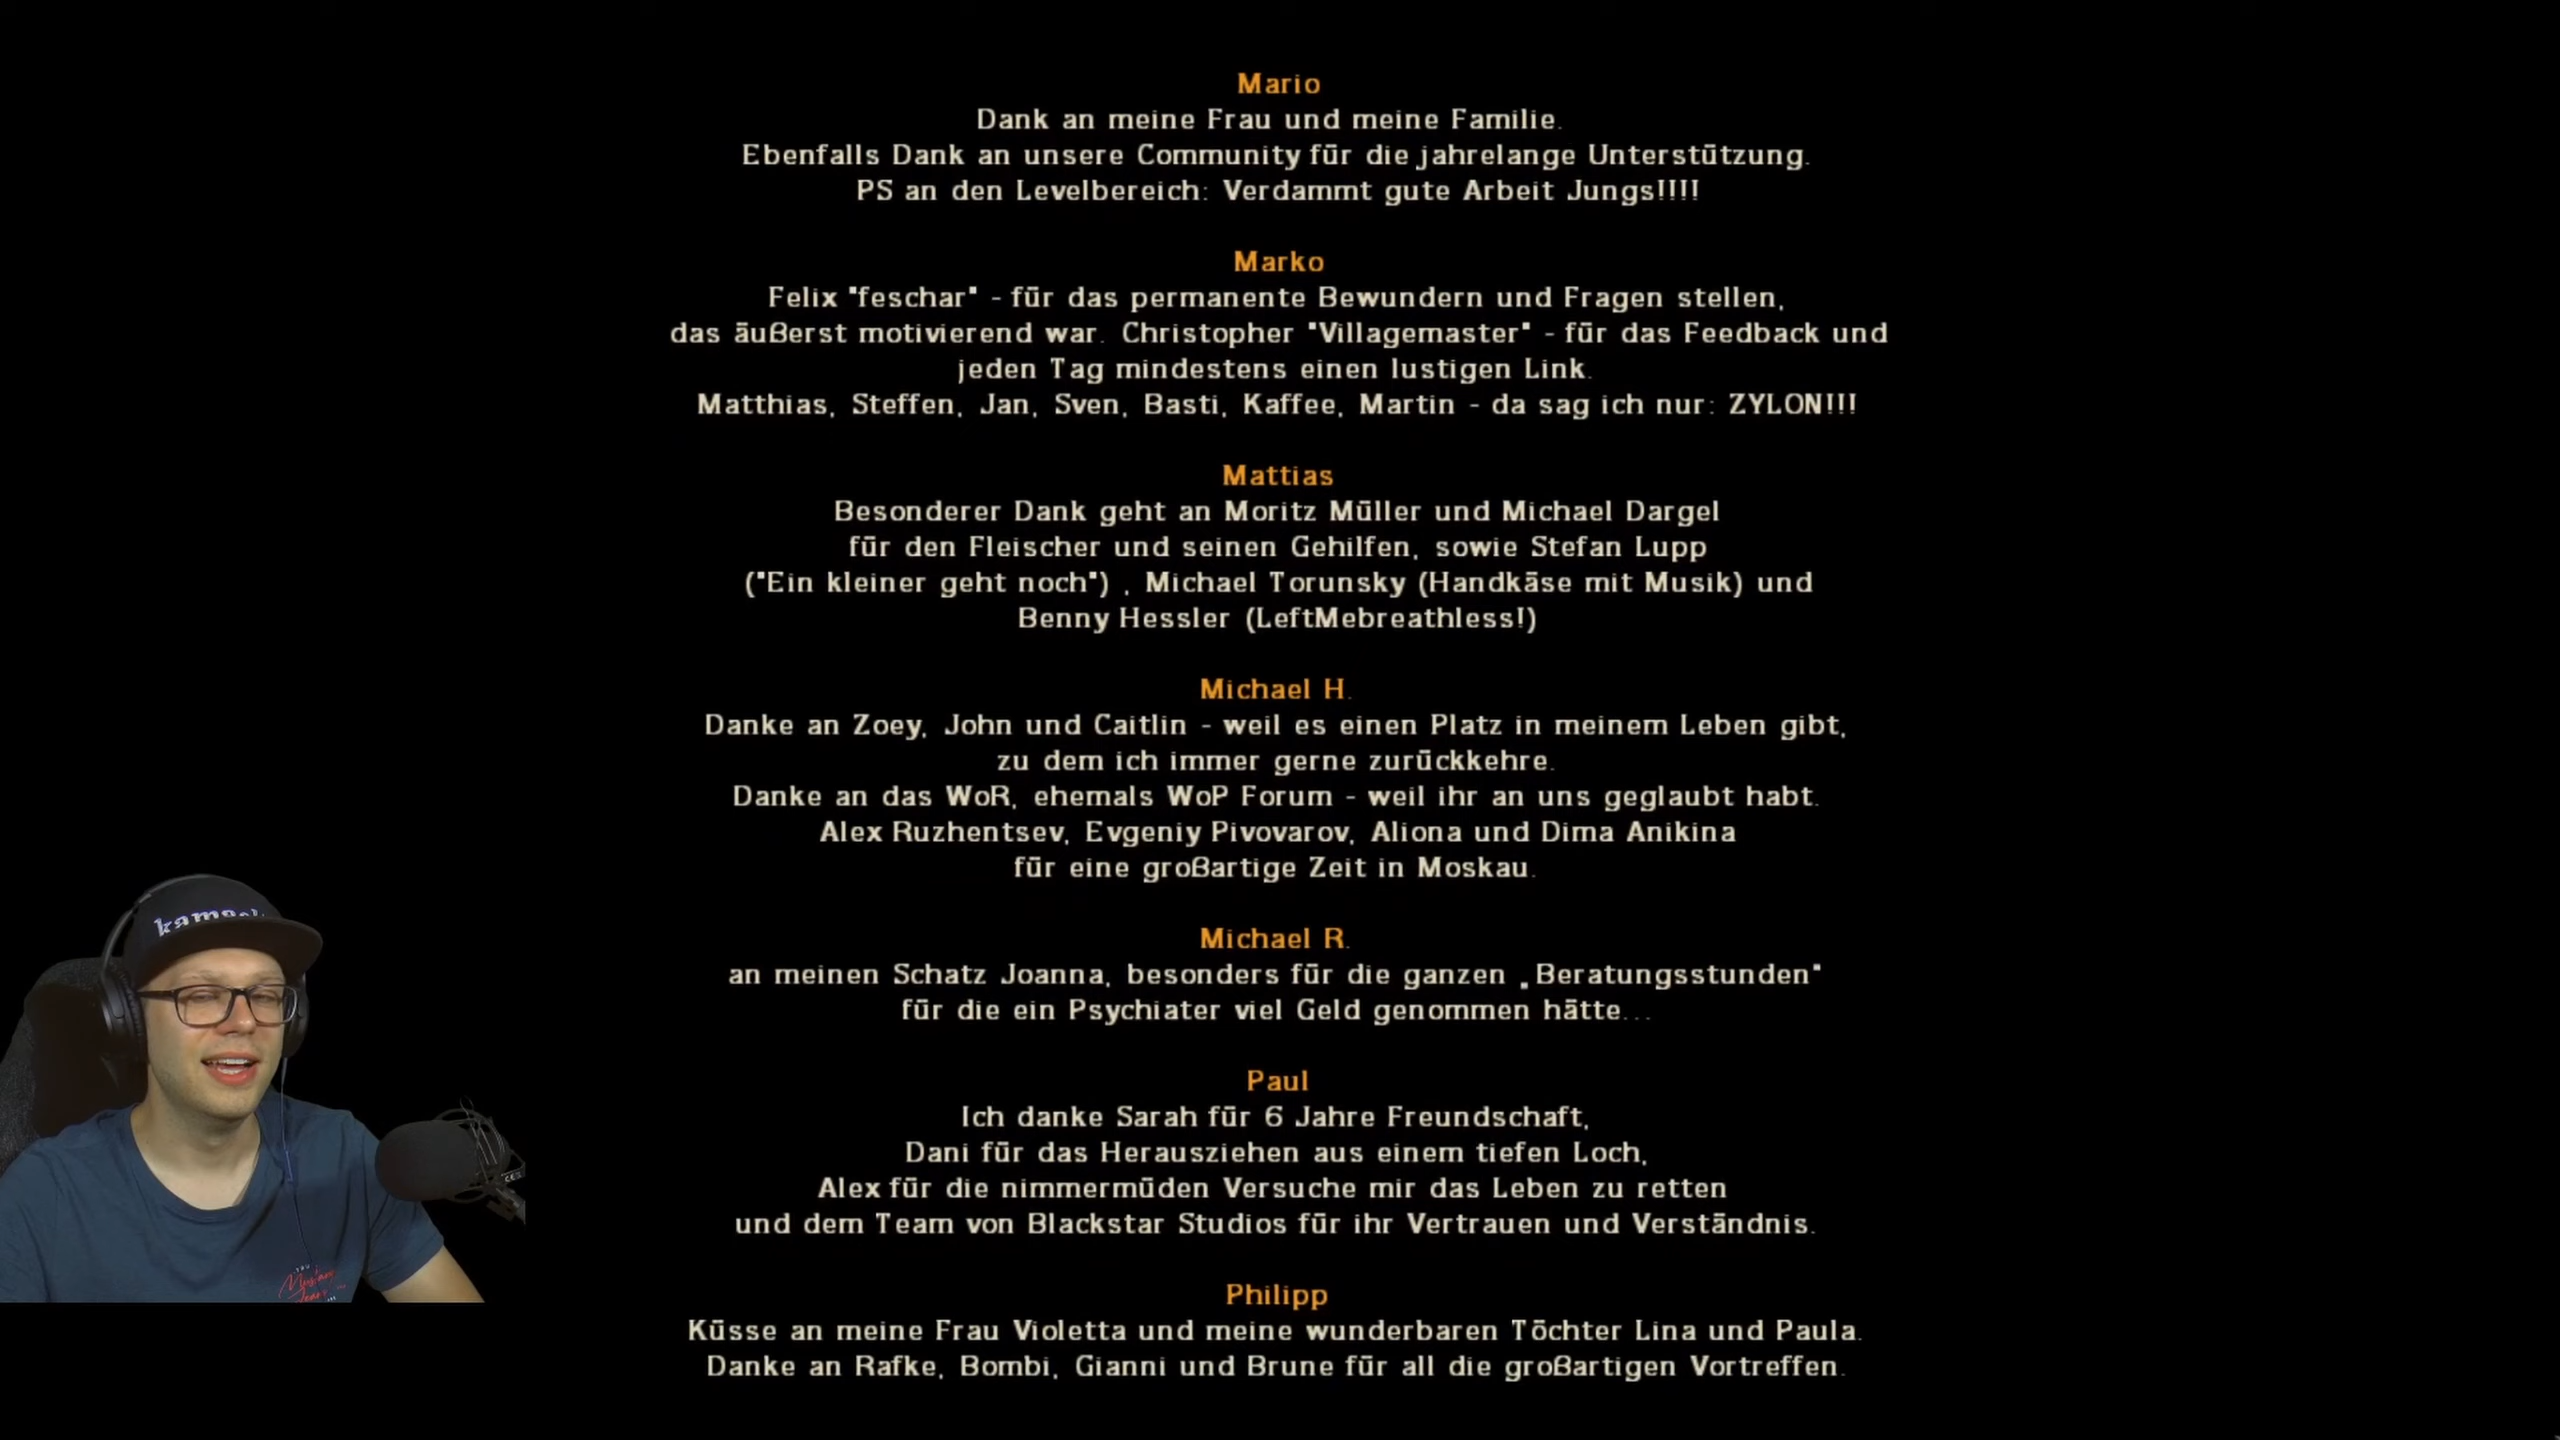 Mario
Dank an meine Frau und meine Familie.
Ebenfalls Dank an unsere Community für die jahrelange Unterstützung.
PS an den Levelbereich: Verdammt gute Arbeit Jungs!!!!
Marko
Felix "feschar" - für das permanente Bewundern und Fragen stellen,
das äußerst motivierend war. Christopher "Villagemaster" - für das Feedback und
jeden Tag mindestens einen lustigen Link.
Matthias, Steffen, Jan, Sven, Basti, Kaffee, Martin - da sag ich nur: ZYLON!!!
Mattias
Besonderer Dank geht an Moritz Müller und Michael Dargel
für den Fleischer und seinen Gehilfen, sowie Stefan Lupp
("Ein kleiner geht noch") , Michael Torunsky (Handkäse mit Musik) und
Benny Hessler (LeftMebreathless!)
Michael H.
Danke an Zoey, John und Caitlin - weil es einen Platz in meinem Leben gibt,
zu dem ich immer gerne zurückkehre.
Danke an das WoR, ehemals WoP Forum - weil ihr an uns geglaubt habt.
Alex Ruzhentsev, Evgeniy Pivovarov, Aliona und Dima Anikina
für eine großartige Zeit in Moskau.
Michael R.
an meinen Schatz Joanna, besonders für die ganzen „Beratungsstunden"
für die ein Psychiater viel Geld genommen hätte...
Paul
Ich danke Sarah für 6 Jahre Freundschaft,
Dani für das Herausziehen aus einem tiefen Loch,
Alex für die nimmermüden Versuche mir das Leben zu retten
und dem Team von Blackstar Studios für ihr Vertrauen und Verständnis.
Philipp
Küsse an meine Frau Violetta und meine wunderbaren Töchter Lina und Paula.
Danke an Rafke, Bombi, Gianni und Brune für all die großartigen Vortreffen.